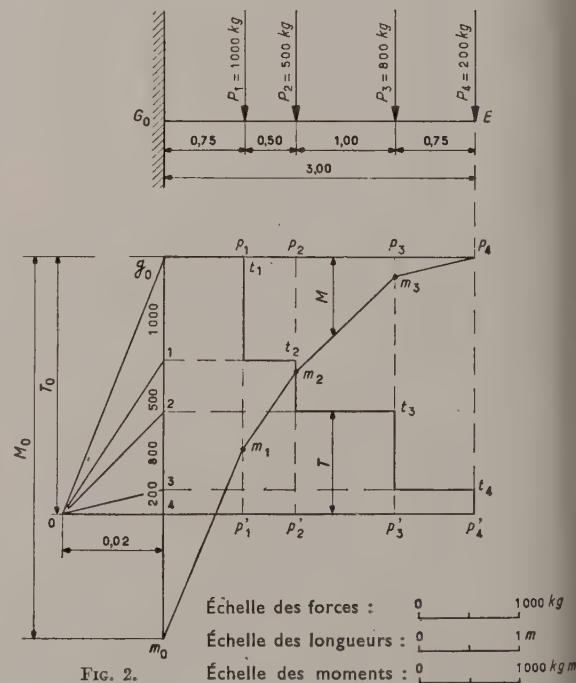 P₁ = 1000 kg
P₂ = 500 kg
P₃ = 800 kg
P₄ = 200 kg
G₀
E
0,75
0,50
1,00
0,75
3,00
g₀
p₁
p₂
p₃
p₄
t₁
M
m₃
1000
T₀
M₀
1
t₂
m₂
500
2
t₃
m₁
800
T
3
200
t₄
0
4
p'₁
p'₂
p'₃
p'₄
0,02
m₀
Échelle des forces : 0 1000 kg
Échelle des longueurs : 0 1 m
Échelle des moments : 0 1000 kgm
FIG. 2.